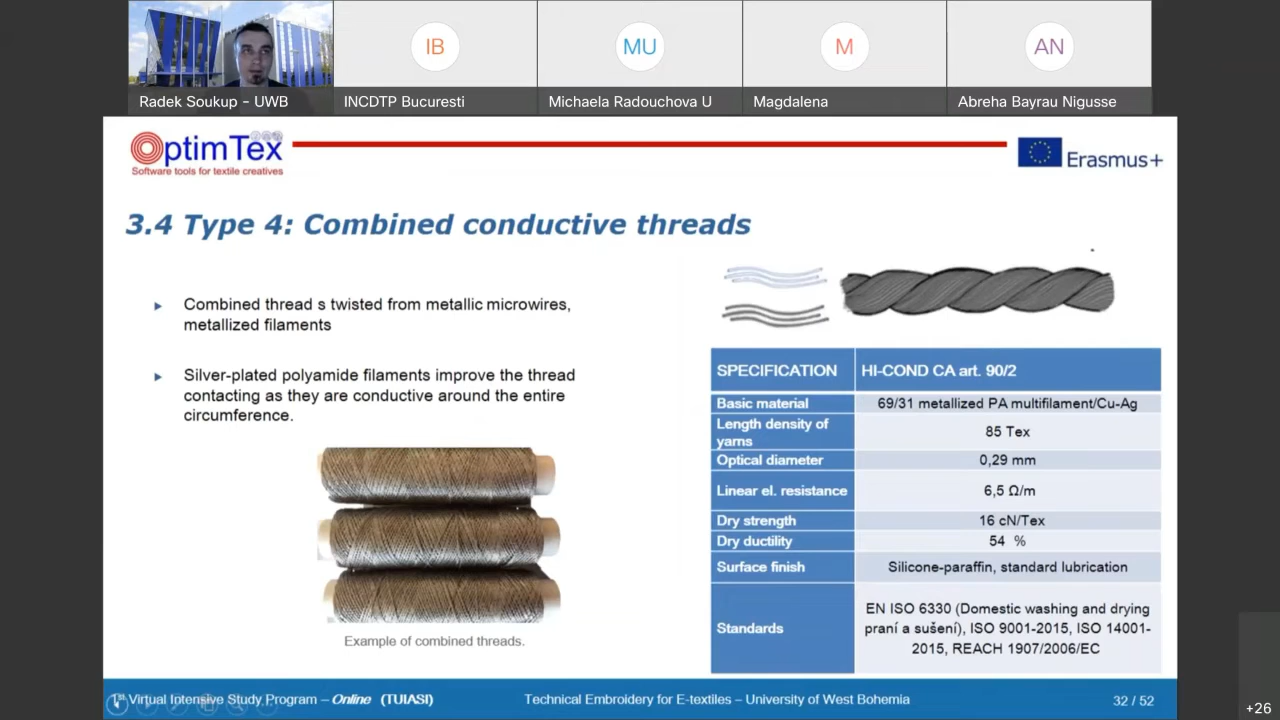 IB
MU
M
AN
Radek Soukup - UWB
INCDTP Bucuresti
Michaela Radouchova U
Magdalena
Abreha Bayrau Nigusse
OptimTex
Software tools for textile creatives
Erasmus+
3.4 Type 4: Combined conductive threads
Combined thread s twisted from metallic microwires,
metallized filaments
Silver-plated polyamide filaments improve the thread
contacting as they are conductive around the entire
circumference.
Example of combined threads.
SPECIFICATION HI-COND CA art. 90/2
Basic material 69/31 metallized PA multifilament/Cu-Ag
Length density of
yarns 85 Tex
Optical diameter 0,29 mm
Linear el. resistance 6,5 Ω/m
Dry strength 16 cN/Tex
Dry ductility 54 %
Surface finish Silicone-paraffin, standard lubrication
Standards EN ISO 6330 (Domestic washing and drying
praní a sušení), ISO 9001-2015, ISO 14001-
2015, REACH 1907/2006/EC
1st Virtual Intensive Study Program – Online (TUIASI)
Technical Embroidery for E-textiles – University of West Bohemia
32 / 52
+26